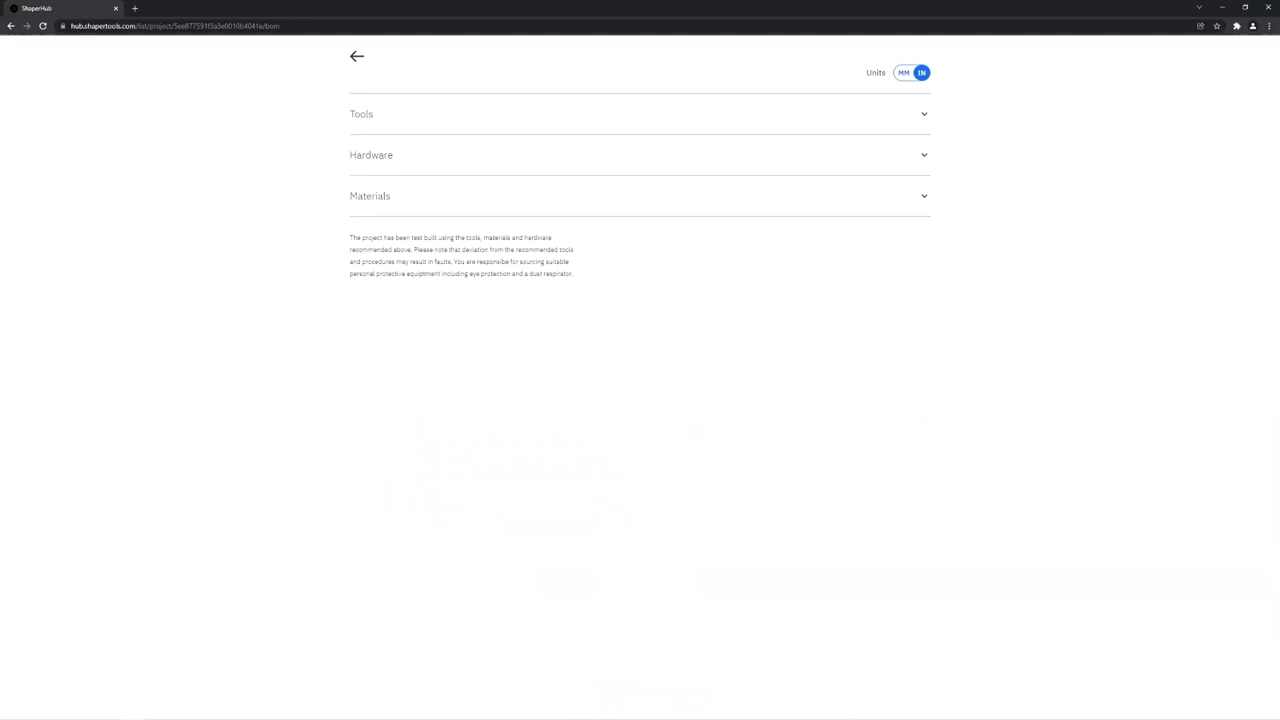 ShaperHub
hub.shapertools.com/list/project/5ee877591f3a3e0010b4041e/bom
Units MM IN
Tools
Hardware
Materials
The project has been test built using the tools, materials and hardware
recommended above. Please note that deviation from the recommended tools
and procedures may result in faults. You are responsibe for sourcing suitable
personal protective equiptment including eye protection and a dust respirator.